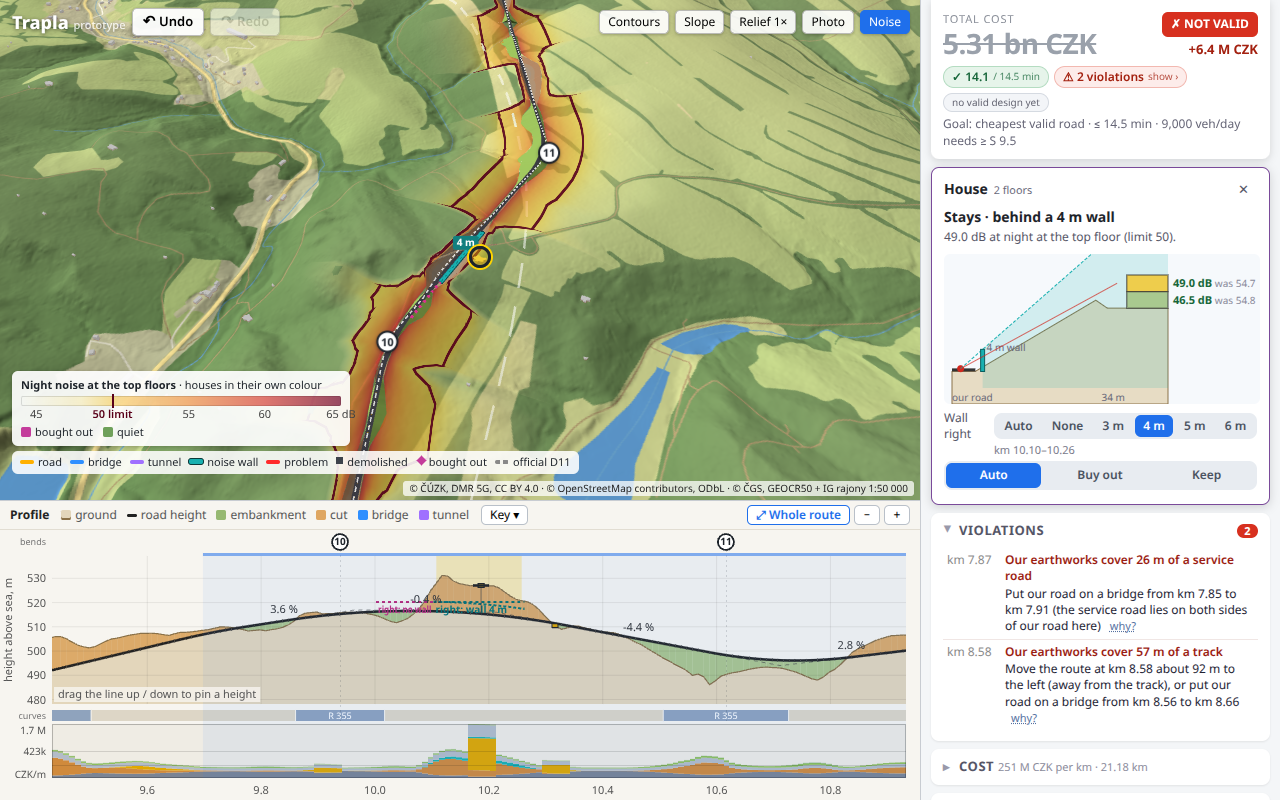 Trapla prototype
↶ Undo
↷ Redo
Contours
Slope
Relief 1×
Photo
Noise
11
4 m
10
Night noise at the top floors · houses in their own colour
45 50 limit 55 60 65 dB
bought out quiet
road bridge tunnel noise wall problem demolished bought out official D11
© ČÚZK, DMR 5G, CC BY 4.0 · © OpenStreetMap contributors, ODbL · © ČGS, GEOCR50 + IG rajony 1:50 000
Profile ground road height embankment cut bridge tunnel Key ▾ ⤢ Whole route − +
bends 10 11
height above sea, m
530
520
510
500
490
480
3.6 %
-0.4 %
right: no wall
right: wall 4 m
-4.4 %
2.8 %
drag the line up / down to pin a height
curves R 355 R 355
1.7 M
423k
CZK/m
9.6 9.8 10.0 10.2 10.4 10.6 10.8
TOTAL COST
✗ NOT VALID
5.31 bn CZK
+6.4 M CZK
✓ 14.1 / 14.5 min
⚠ 2 violations show ›
no valid design yet
Goal: cheapest valid road · ≤ 14.5 min · 9,000 veh/day
needs ≥ S 9.5
House 2 floors ✕
Stays · behind a 4 m wall
49.0 dB at night at the top floor (limit 50).
49.0 dB was 54.7
46.5 dB was 54.8
4 m wall
our road 34 m
Wall right
Auto None 3 m 4 m 5 m 6 m
km 10.10–10.26
Auto Buy out Keep
▼ VIOLATIONS 2
km 7.87 Our earthworks cover 26 m of a service
road
Put our road on a bridge from km 7.85 to
km 7.91 (the service road lies on both sides
of our road here) why?
km 8.58 Our earthworks cover 57 m of a track
Move the route at km 8.58 about 92 m to
the left (away from the track), or put our
road on a bridge from km 8.56 to km 8.66
why?
▶ COST 251 M CZK per km · 21.18 km